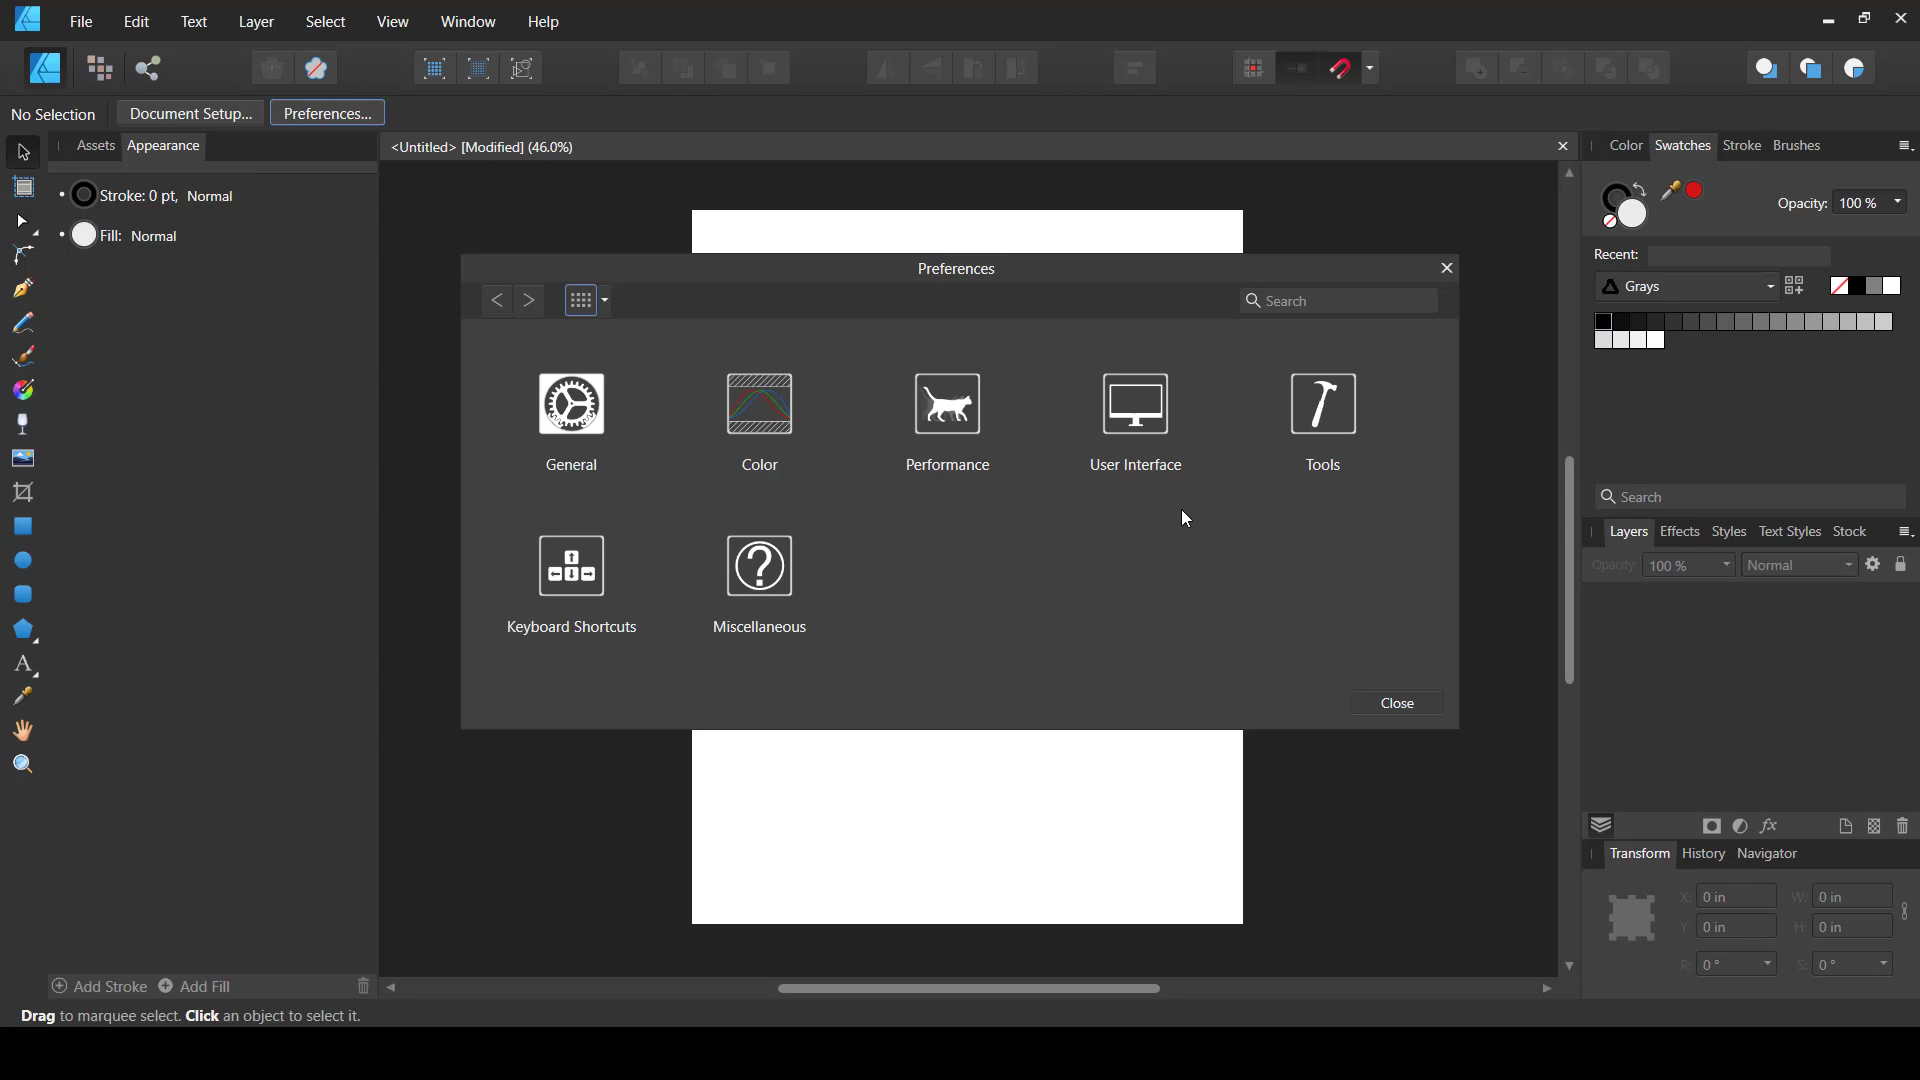 File Edit Text Layer Select View Window Help
No Selection Document Setup... Preferences...
Assets Appearance
<Untitled> [Modified] (46.0%)
Color Swatches Stroke Brushes
Stroke: 0 pt, Normal
Fill: Normal
Opacity: 100 %
Recent:
Grays
Preferences
Search
General
Color
Performance
User Interface
Tools
Keyboard Shortcuts
Miscellaneous
Close
Search
Layers Effects Styles Text Styles Stock
Opacity: 100 % Normal
fx
Transform History Navigator
X: 0 in W: 0 in
Y: 0 in H: 0 in
R: 0 ° S: 0 °
Add Stroke Add Fill
Drag to marquee select. Click an object to select it.